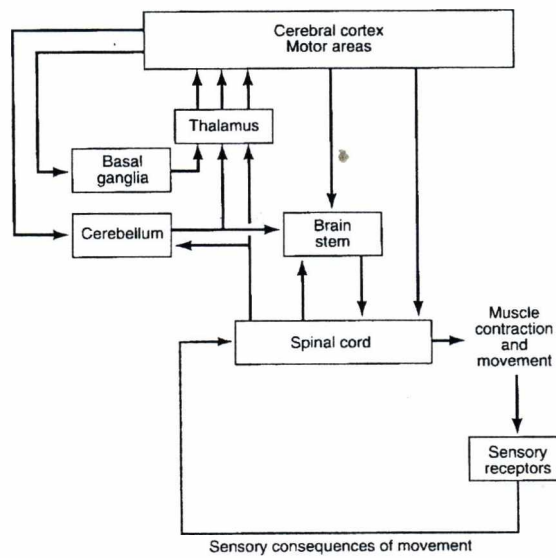 Cerebral cortex
Motor areas
Thalamus
Basal
ganglia
Cerebellum
Brain
stem
Spinal cord
Muscle
contraction
and
movement
Sensory
receptors
Sensory consequences of movement